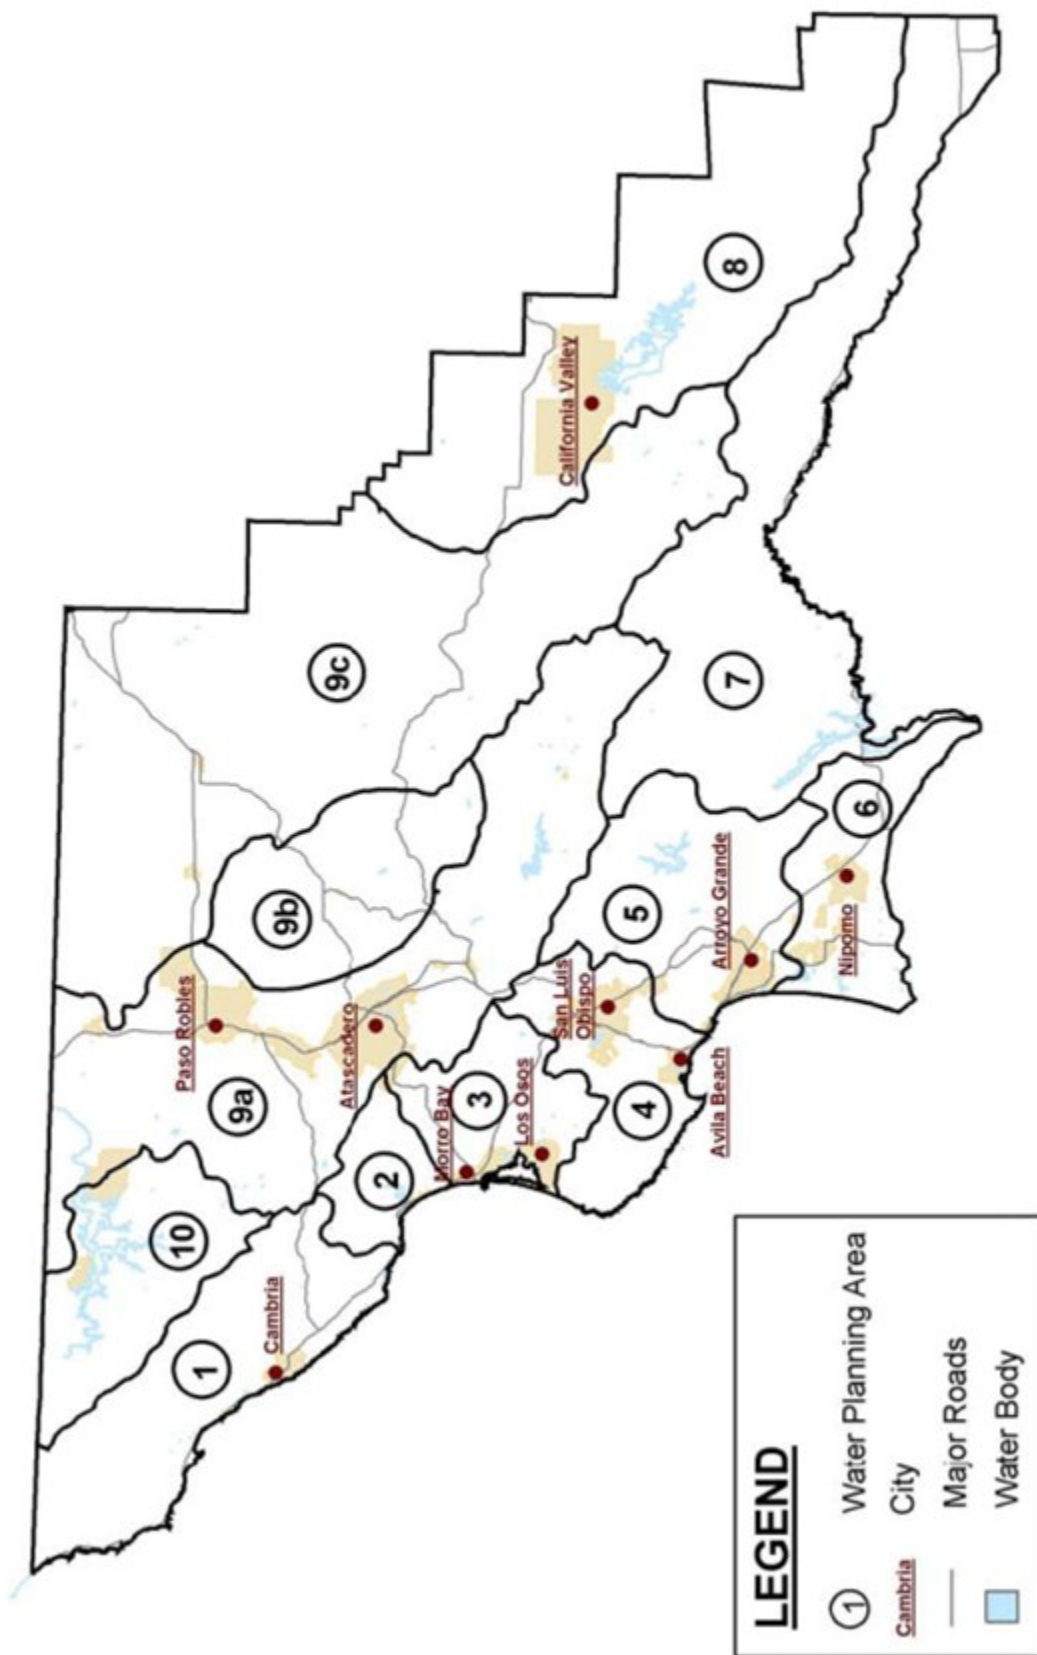 10
1
Cambria
9a
Paso Robles
Atascadero
2
Morro Bay
3
Los Osos
4
San Luis
Obispo
Avila Beach
9b
5
Arroyo Grande
6
Nipomo
9c
7
California Valley
8
LEGEND
1 Water Planning Area
Cambria City
Major Roads
Water Body